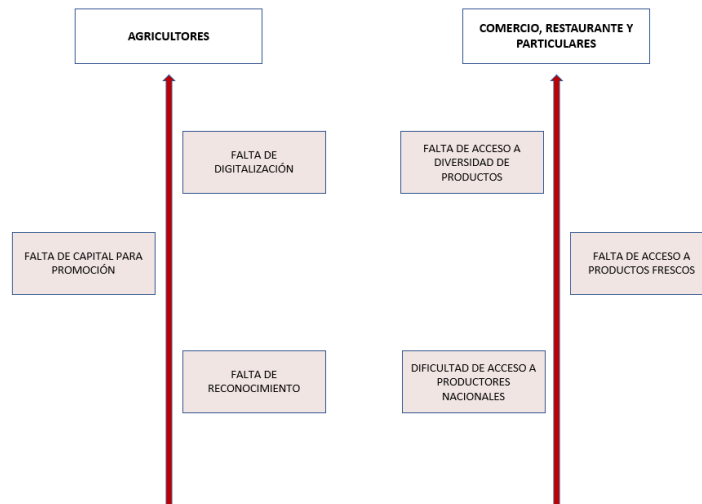 AGRICULTORES
COMERCIO, RESTAURANTE Y
PARTICULARES
FALTA DE
DIGITALIZACIÓN
FALTA DE ACCESO A
DIVERSIDAD DE
PRODUCTOS
FALTA DE CAPITAL PARA
PROMOCIÓN
FALTA DE ACCESO A
PRODUCTOS FRESCOS
FALTA DE
RECONOCIMIENTO
DIFICULTAD DE ACCESO A
PRODUCTORES
NACIONALES